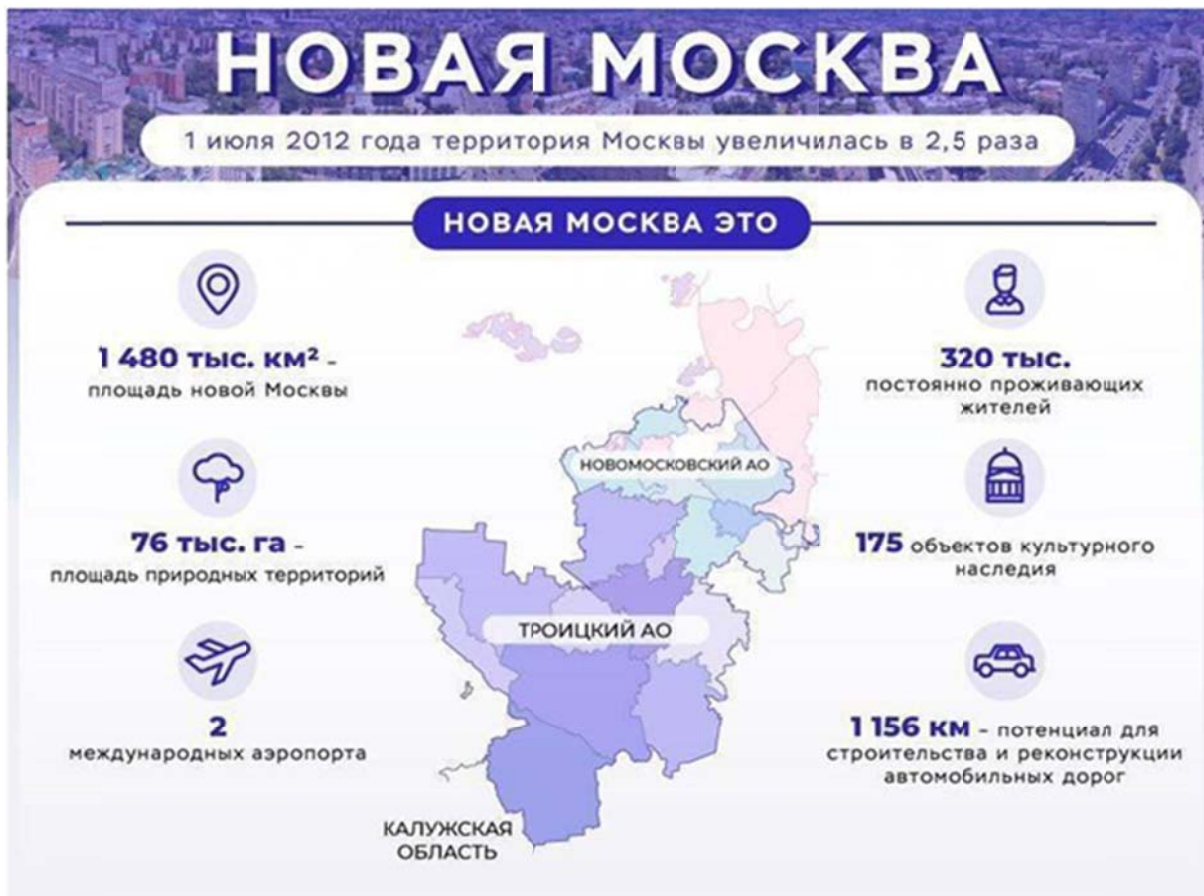 НОВАЯ МОСКВА
1 июля 2012 года территория Москвы увеличилась в 2,5 раза
НОВАЯ МОСКВА ЭТО
1 480 тыс. км² –
площадь новой Москвы
76 тыс. га –
площадь природных территорий
2
международных аэропорта
НОВОМОСКОВСКИЙ АО
ТРОИЦКИЙ АО
КАЛУЖСКАЯ
ОБЛАСТЬ
320 тыс.
постоянно проживающих
жителей
175 объектов культурного
наследия
1 156 км – потенциал для
строительства и реконструкции
автомобильных дорог